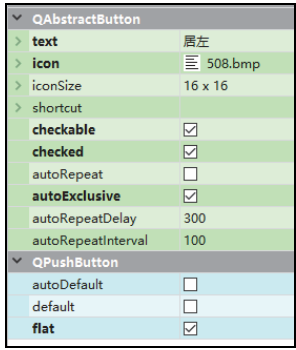 QAbstractButton
text 居左
icon 508.bmp
iconSize 16 x 16
shortcut
checkable
checked
autoRepeat
autoExclusive
autoRepeatDelay 300
autoRepeatInterval 100
QPushButton
autoDefault
default
flat